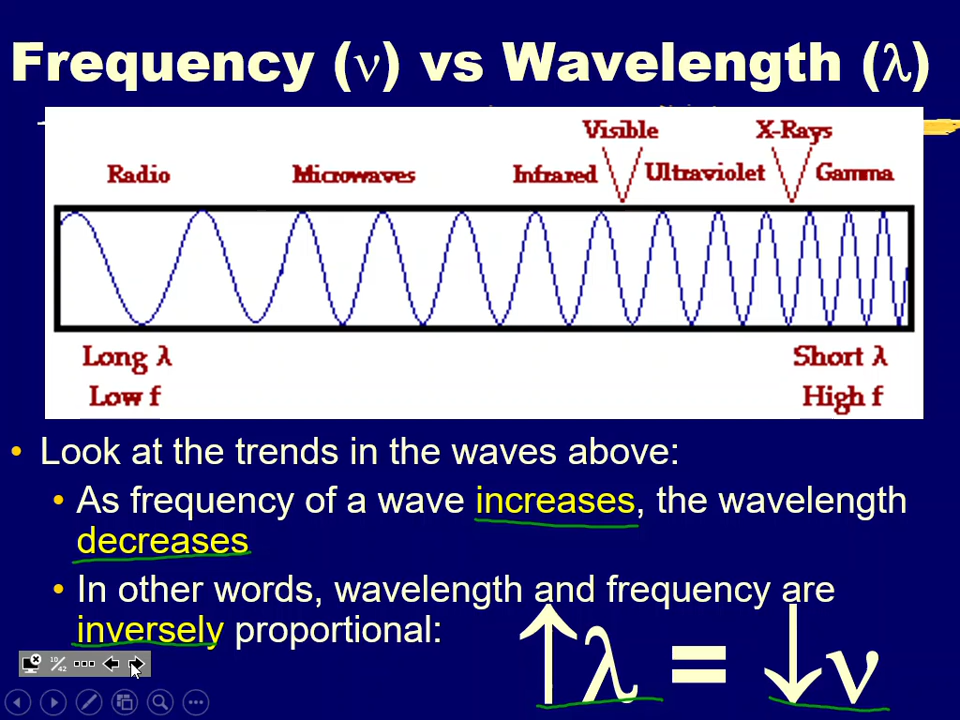 Frequency (ν) vs Wavelength (λ)
Visible X-Rays
Radio Microwaves Infrared Ultraviolet Gamma
Long λ Short λ
Low f High f
• Look at the trends in the waves above:
• As frequency of a wave increases, the wavelength
decreases
• In other words, wavelength and frequency are
inversely proportional:
↑λ = ↓ν
10/42